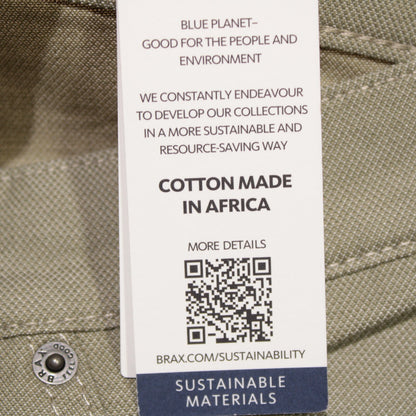 BLUE PLANET–
GOOD FOR THE PEOPLE AND
ENVIRONMENT
WE CONSTANTLY ENDEAVOUR
TO DEVELOP OUR COLLECTIONS
IN A MORE SUSTAINABLE AND
RESOURCE-SAVING WAY
COTTON MADE
IN AFRICA
MORE DETAILS
BRAX.COM/SUSTAINABILITY
SUSTAINABLE
MATERIALS
BRAX